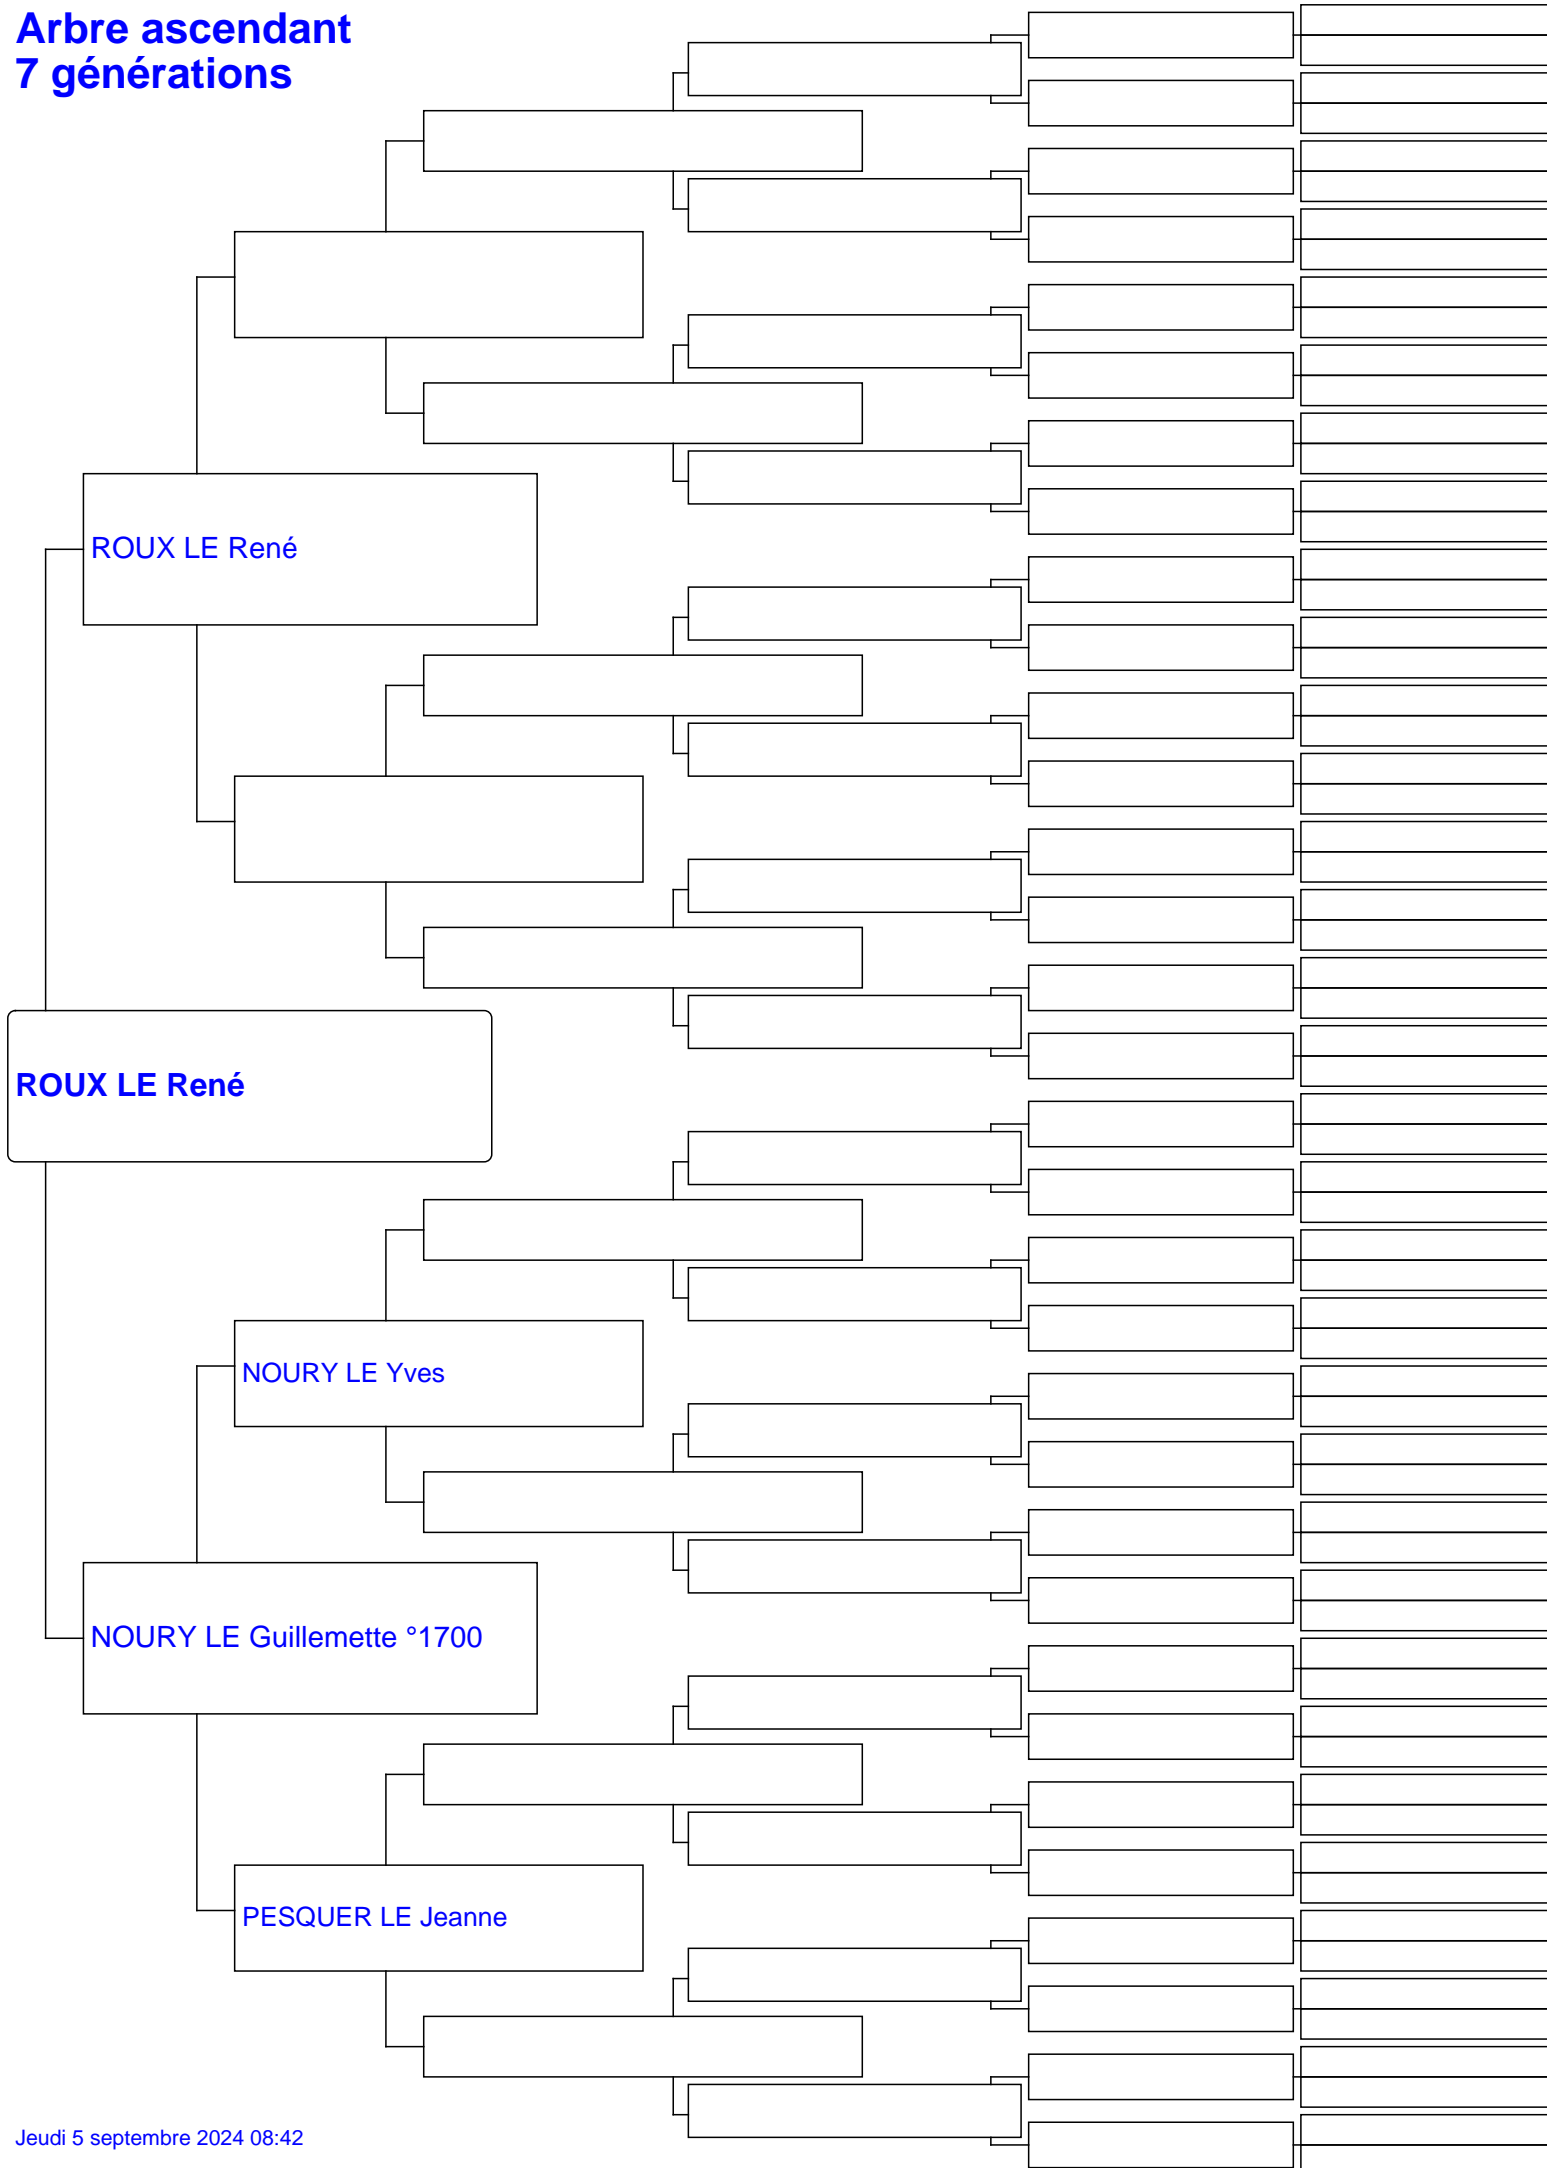 Arbre ascendant
7 générations
ROUX LE René
ROUX LE René
NOURY LE Yves
NOURY LE Guillemette °1700
PESQUER LE Jeanne
Jeudi 5 septembre 2024 08:42